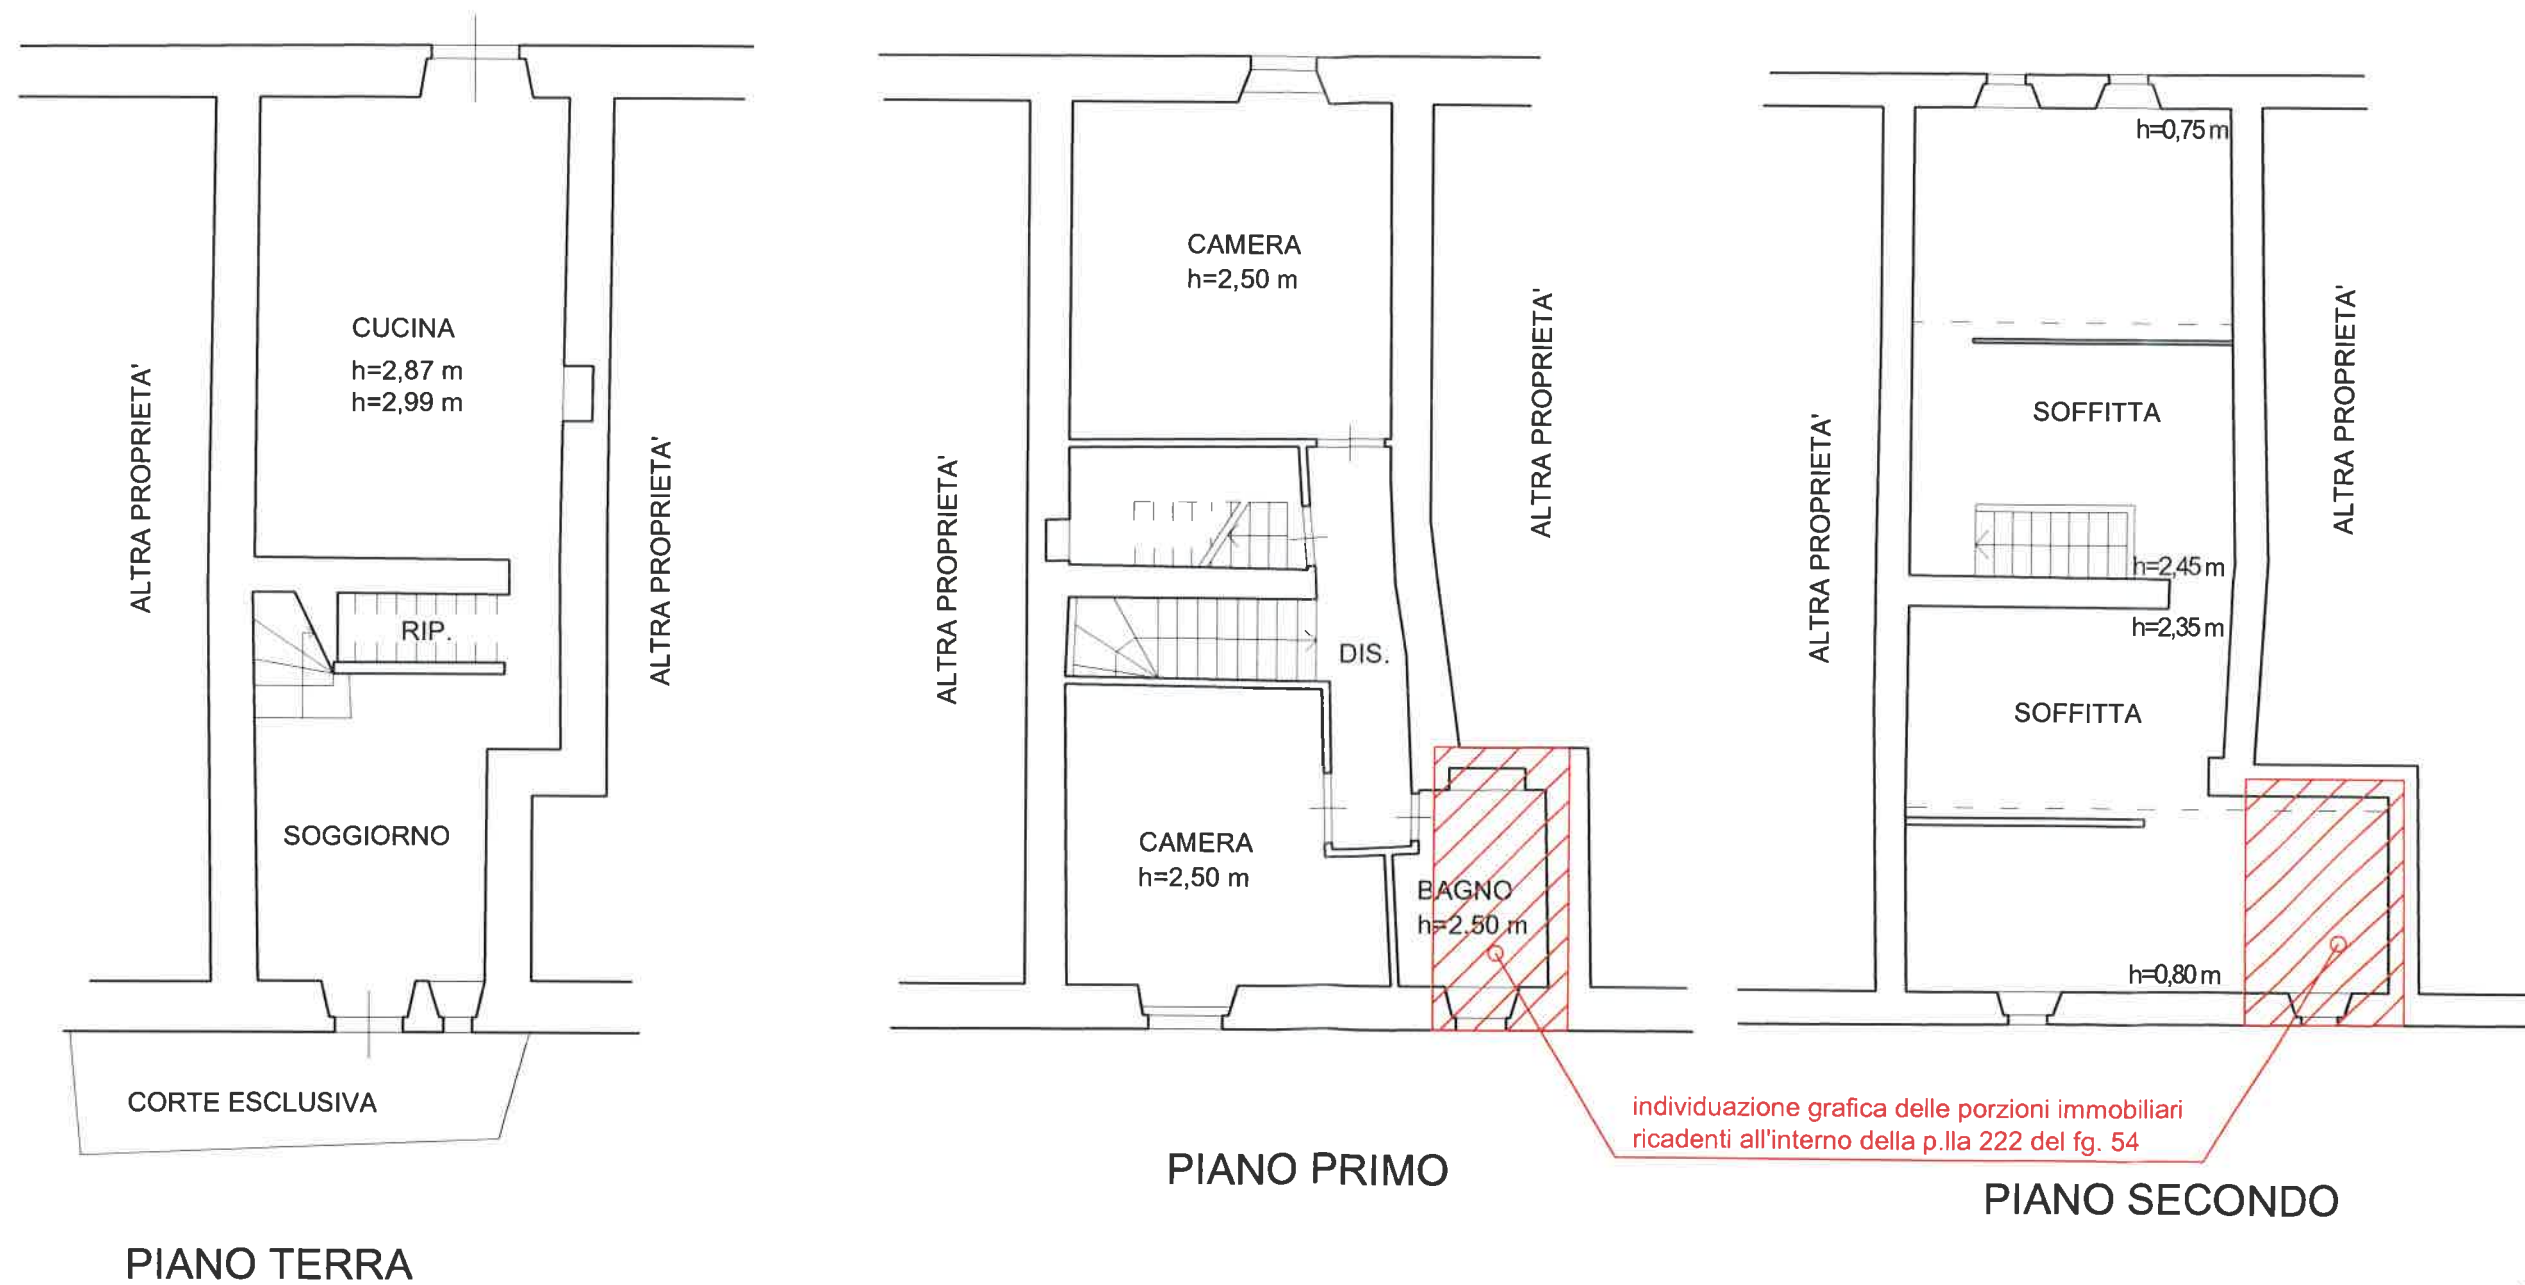 CUCINA
h=2,87 m
h=2,99 m
ALTRA PROPRIETA'
ALTRA PROPRIETA'
RIP.
SOGGIORNO
CORTE ESCLUSIVA
PIANO TERRA
CAMERA
h=2,50 m
ALTRA PROPRIETA'
ALTRA PROPRIETA'
DIS.
CAMERA
h=2,50 m
BAGNO
h=2.50 m
PIANO PRIMO
h=0,75 m
ALTRA PROPRIETA'
ALTRA PROPRIETA'
SOFFITTA
h=2,45 m
h=2,35 m
SOFFITTA
h=0,80 m
individuazione grafica delle porzioni immobiliari
ricadenti all'interno della p.lla 222 del fg. 54
PIANO SECONDO